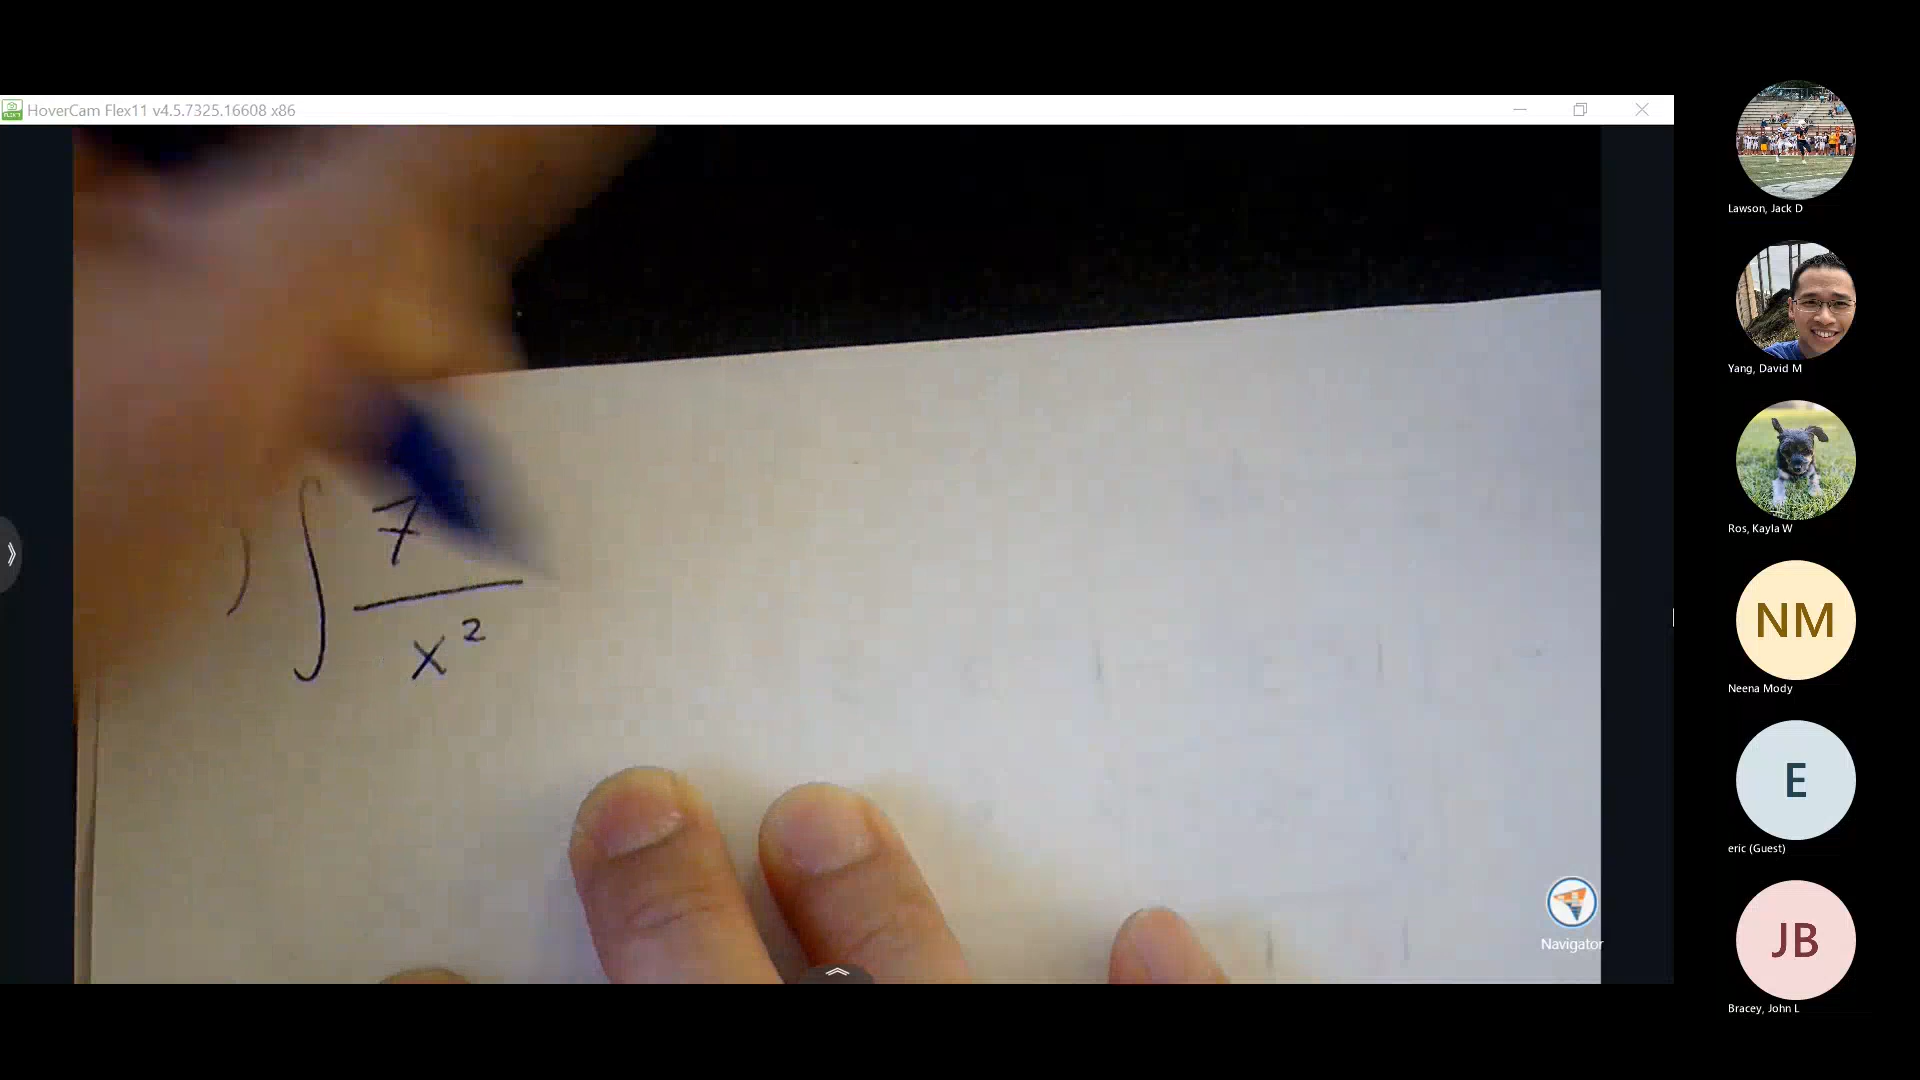 HoverCam Flex11 v4.5.7325.16608 x86
Lawson, Jack D
Yang, David M
Ros, Kayla W
NM
Neena Mody
E
eric (Guest)
JB
Bracey, John L
) ∫ 7
x²
Navigator